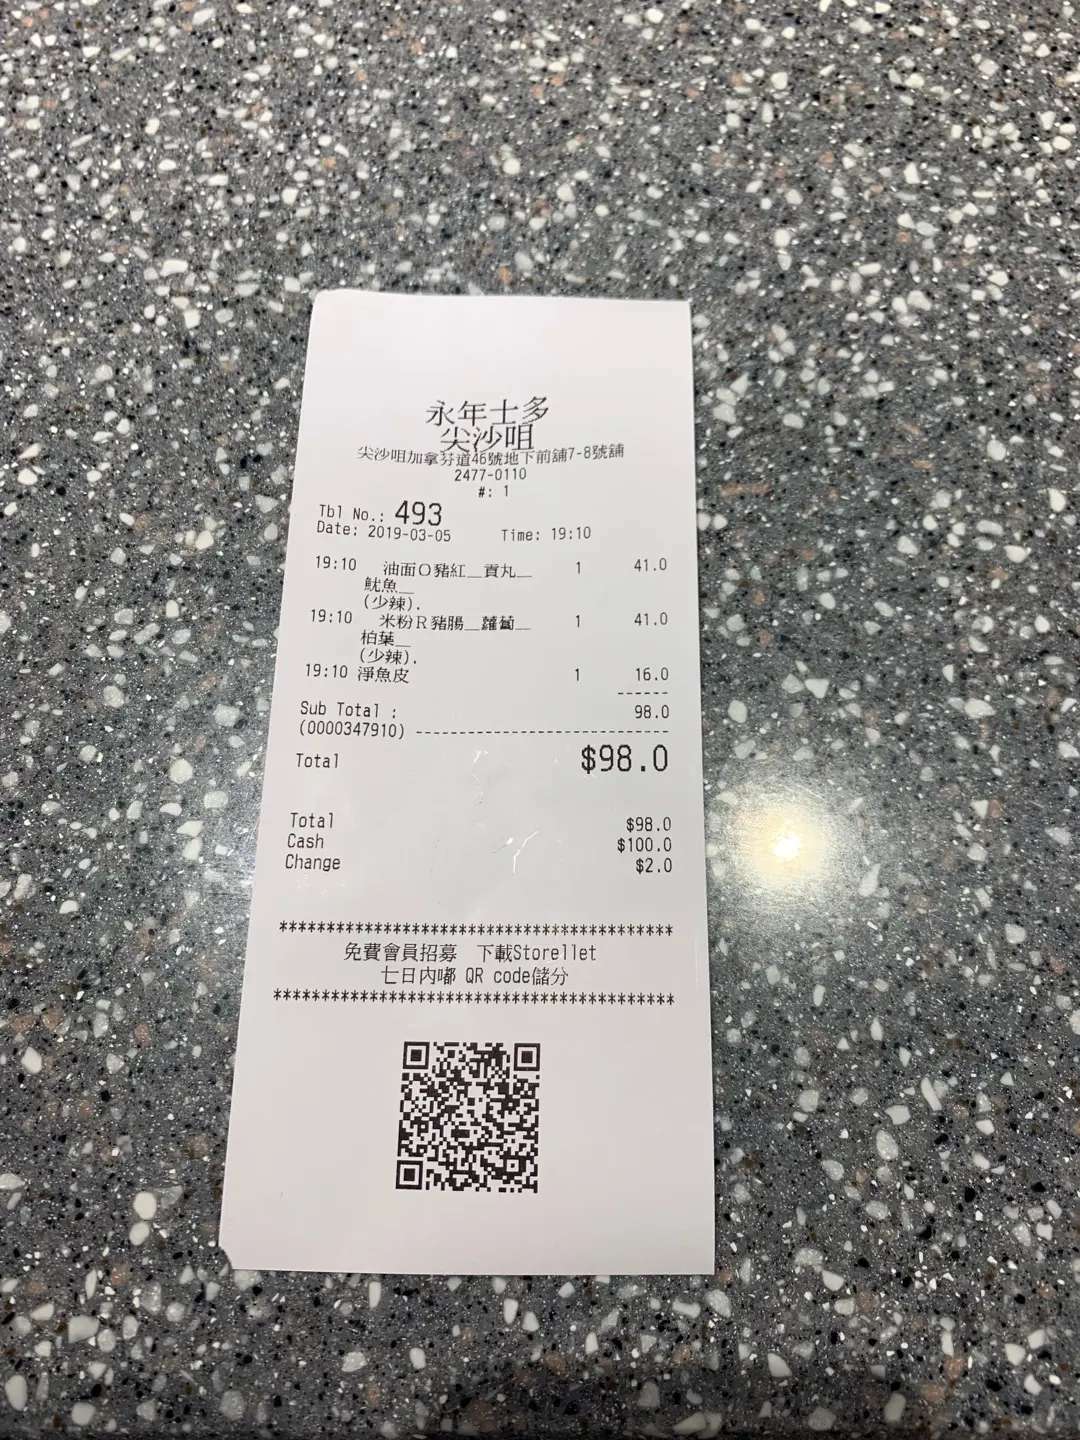 永年士多
尖沙咀
尖沙咀加拿芬道46號地下前舖7-8號舖
2477-0110
#: 1
Tbl No.: 493
Date: 2019-03-05 Time: 19:10
19:10 油面O豬紅__貢丸__ 1 41.0
魷魚__
(少辣).
19:10 米粉R豬腸__蘿蔔__ 1 41.0
柏葉__
(少辣).
19:10 淨魚皮 1 16.0
------
Sub Total : 98.0
(0000347910) ------------------------------
Total $98.0
Total $98.0
Cash $100.0
Change $2.0
******************************************
免費會員招募 下載Storellet
七日內嘟 QR code儲分
******************************************